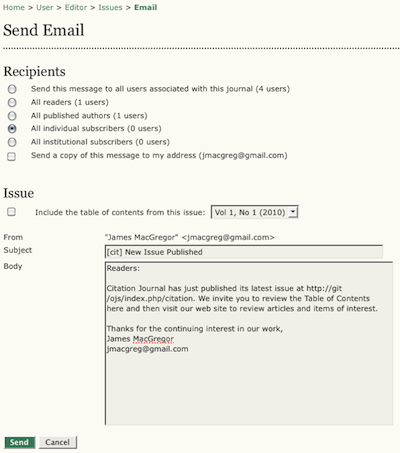 Home > User > Editor > Issues > Email
Send Email
Recipients
Send this message to all users associated with this journal (4 users)
All readers (1 users)
All published authors (1 users)
All individual subscribers (0 users)
All institutional subscribers (0 users)
Send a copy of this message to my address (jmacgreg@gmail.com)
Issue
Include the table of contents from this issue: Vol 1, No 1 (2010)
From "James MacGregor" <jmacgreg@gmail.com>
Subject [cit] New Issue Published
Body Readers:
Citation Journal has just published its latest issue at http://git
/ojs/index.php/citation. We invite you to review the Table of Contents
here and then visit our web site to review articles and items of interest.
Thanks for the continuing interest in our work,
James MacGregor
jmacgreg@gmail.com
Send Cancel